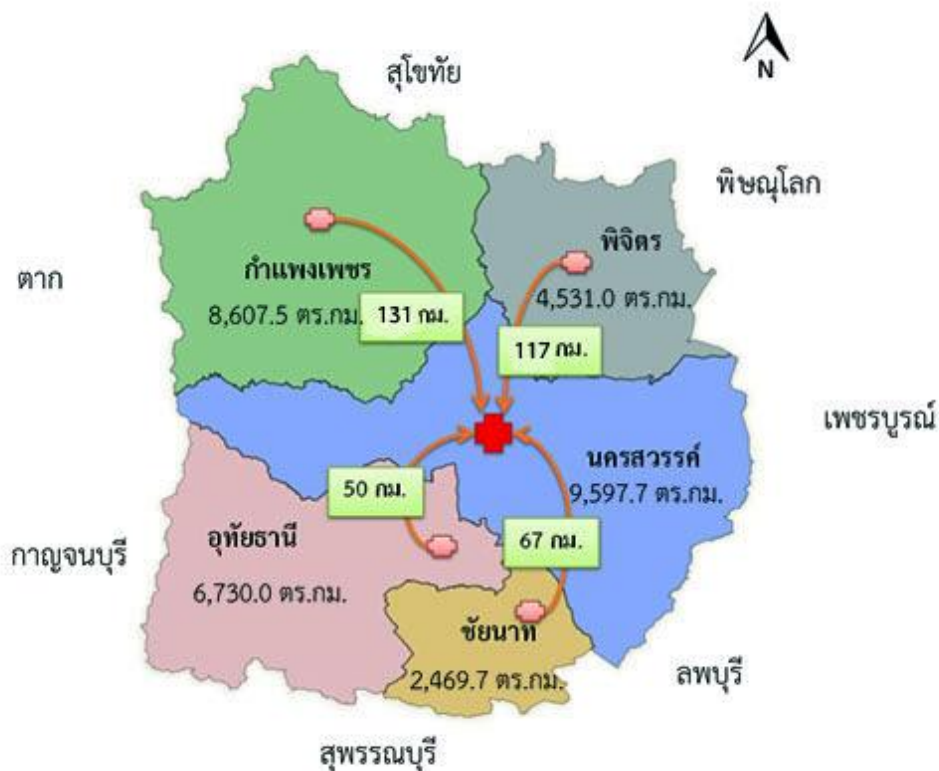 สุโขทัย
N
พิษณุโลก
ตาก
กำแพงเพชร
8,607.5 ตร.กม.
131 กม.
พิจิตร
4,531.0 ตร.กม.
117 กม.
เพชรบูรณ์
นครสวรรค์
9,597.7 ตร.กม.
50 กม.
67 กม.
กาญจนบุรี
อุทัยธานี
6,730.0 ตร.กม.
ชัยนาท
2,469.7 ตร.กม.
ลพบุรี
สุพรรณบุรี